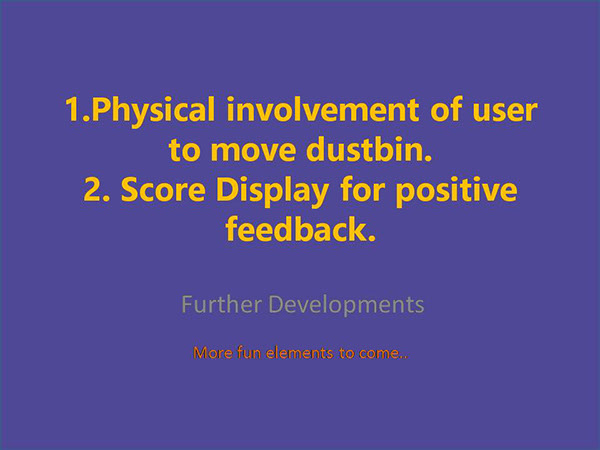 1.Physical involvement of user
to move dustbin.
2. Score Display for positive
feedback.
Further Developments
More fun elements to come..